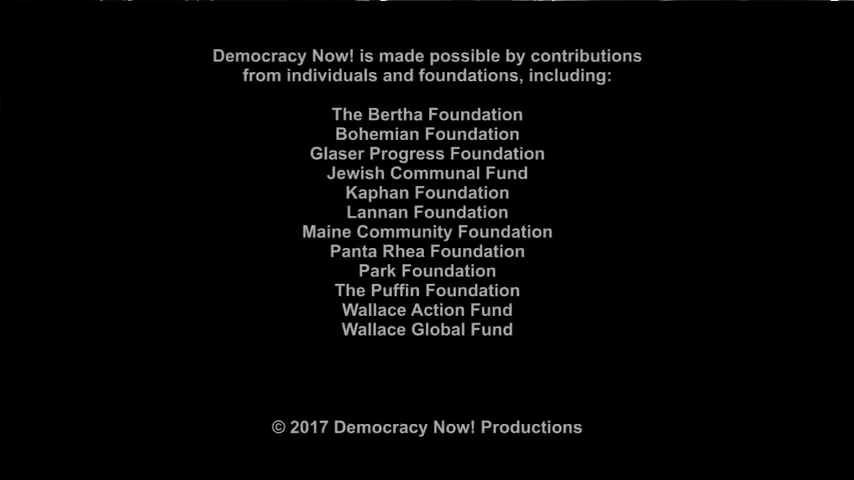 Democracy Now! is made possible by contributions
from individuals and foundations, including:
The Bertha Foundation
Bohemian Foundation
Glaser Progress Foundation
Jewish Communal Fund
Kaphan Foundation
Lannan Foundation
Maine Community Foundation
Panta Rhea Foundation
Park Foundation
The Puffin Foundation
Wallace Action Fund
Wallace Global Fund
© 2017 Democracy Now! Productions